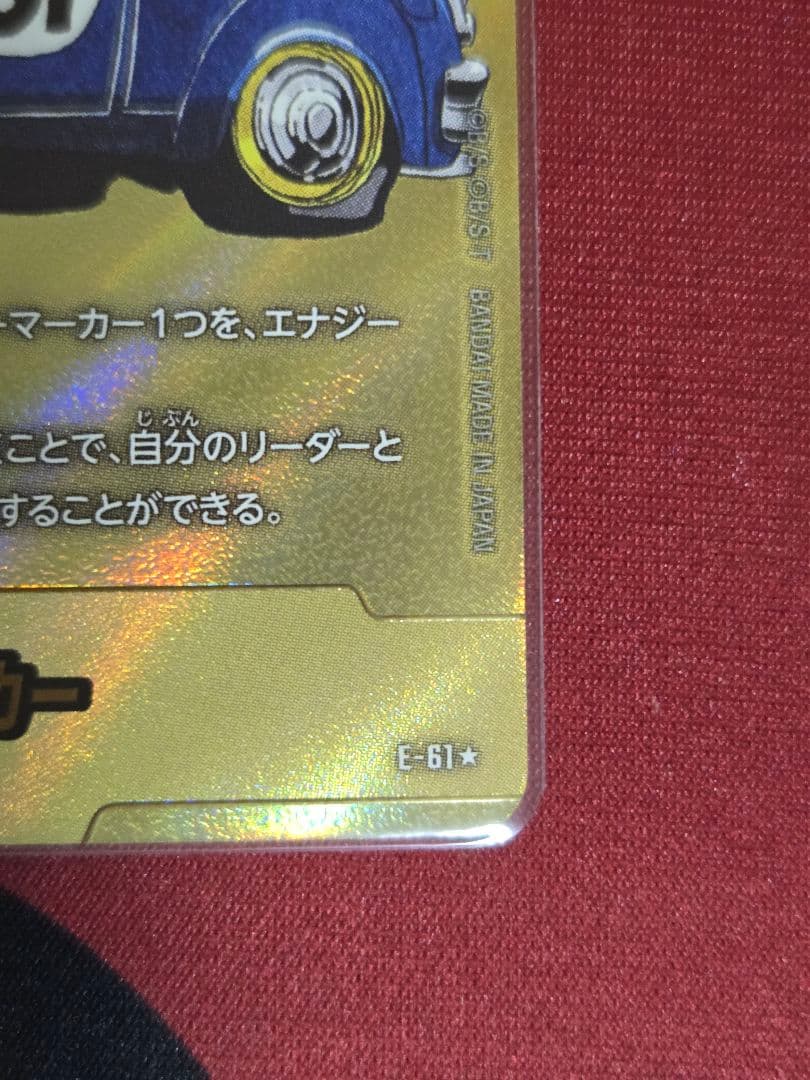 ーマーカー1つを、エナジー
じ ぶん
ことで、自分のリーダーと
することができる。
カー
E-61★
©B/S ©B/S・T BANDAI MADE IN JAPAN